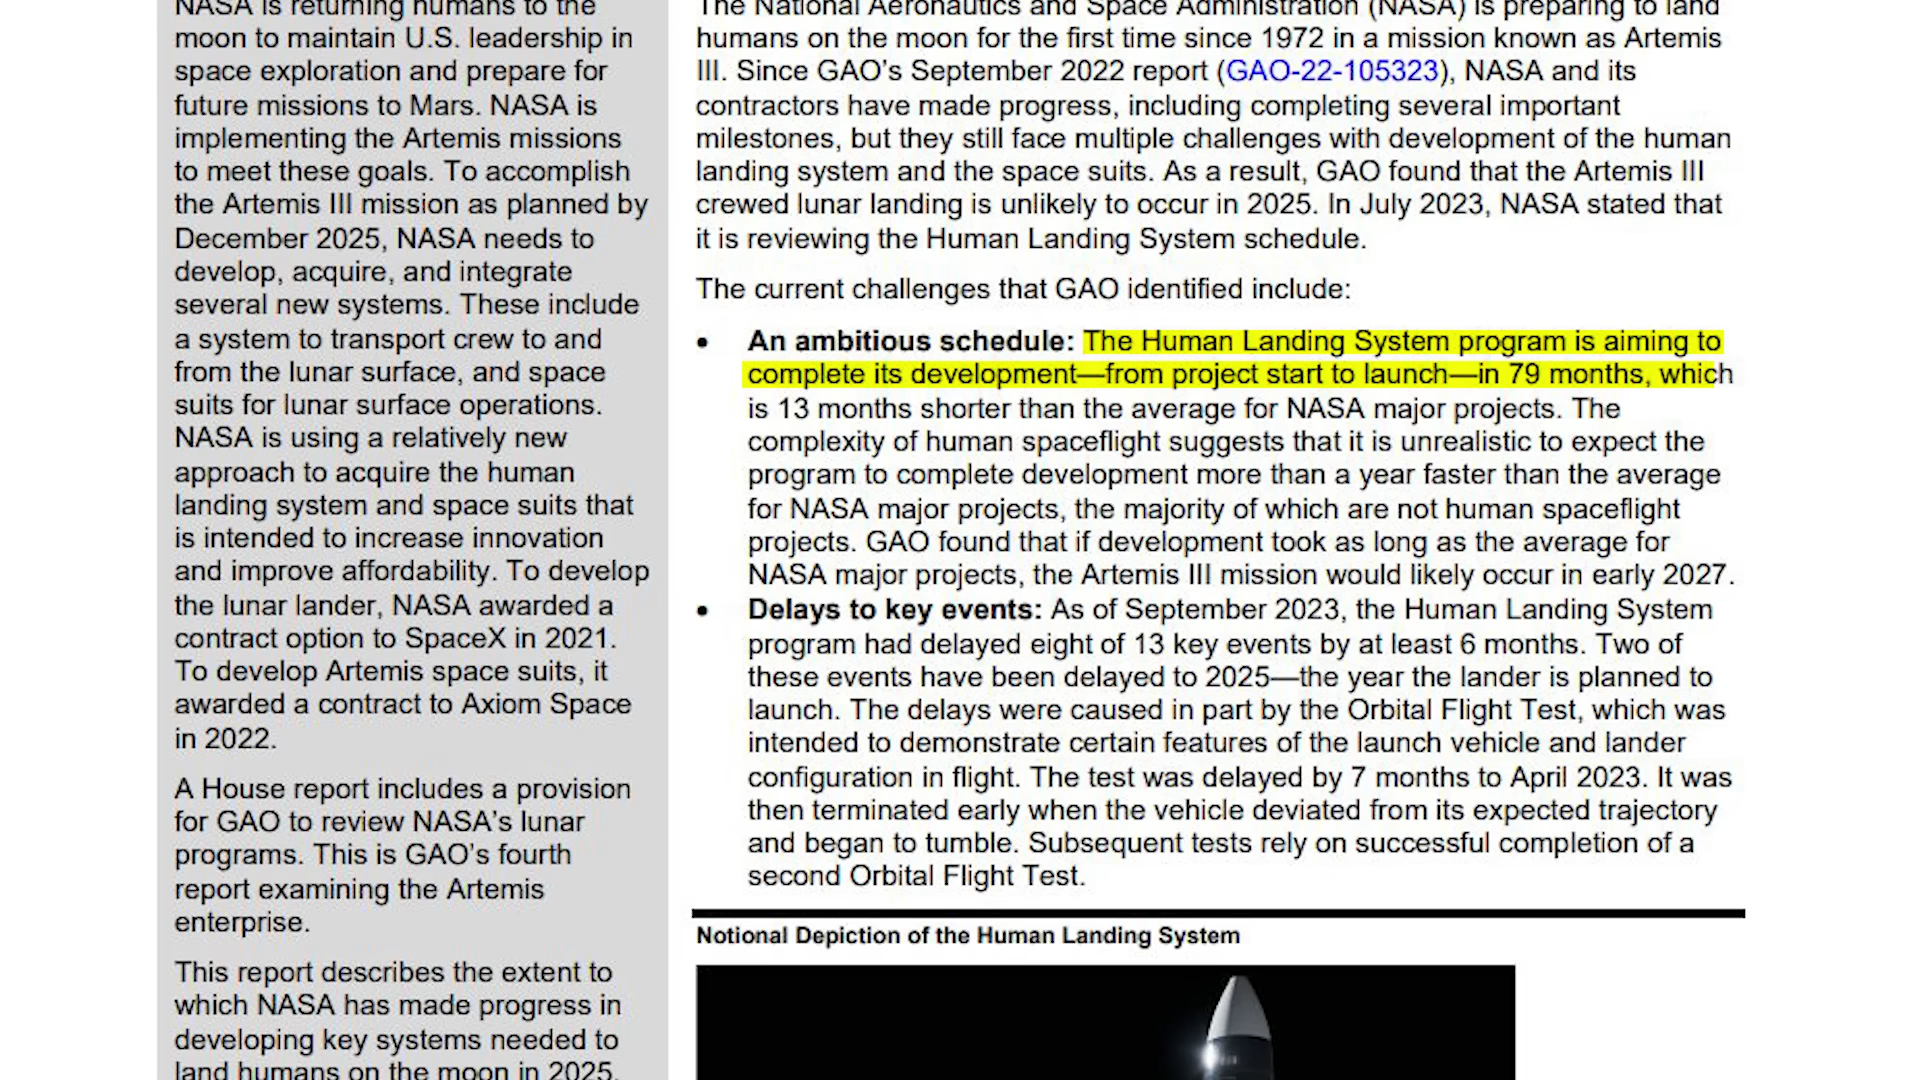 NASA is returning humans to the
moon to maintain U.S. leadership in
space exploration and prepare for
future missions to Mars. NASA is
implementing the Artemis missions
to meet these goals. To accomplish
the Artemis III mission as planned by
December 2025, NASA needs to
develop, acquire, and integrate
several new systems. These include
a system to transport crew to and
from the lunar surface, and space
suits for lunar surface operations.
NASA is using a relatively new
approach to acquire the human
landing system and space suits that
is intended to increase innovation
and improve affordability. To develop
the lunar lander, NASA awarded a
contract option to SpaceX in 2021.
To develop Artemis space suits, it
awarded a contract to Axiom Space
in 2022.
A House report includes a provision
for GAO to review NASA’s lunar
programs. This is GAO’s fourth
report examining the Artemis
enterprise.
This report describes the extent to
which NASA has made progress in
developing key systems needed to
land humans on the moon in 2025.
The National Aeronautics and Space Administration (NASA) is preparing to land
humans on the moon for the first time since 1972 in a mission known as Artemis
III. Since GAO’s September 2022 report (GAO-22-105323), NASA and its
contractors have made progress, including completing several important
milestones, but they still face multiple challenges with development of the human
landing system and the space suits. As a result, GAO found that the Artemis III
crewed lunar landing is unlikely to occur in 2025. In July 2023, NASA stated that
it is reviewing the Human Landing System schedule.
The current challenges that GAO identified include:
• An ambitious schedule: The Human Landing System program is aiming to
complete its development—from project start to launch—in 79 months, which
is 13 months shorter than the average for NASA major projects. The
complexity of human spaceflight suggests that it is unrealistic to expect the
program to complete development more than a year faster than the average
for NASA major projects, the majority of which are not human spaceflight
projects. GAO found that if development took as long as the average for
NASA major projects, the Artemis III mission would likely occur in early 2027.
• Delays to key events: As of September 2023, the Human Landing System
program had delayed eight of 13 key events by at least 6 months. Two of
these events have been delayed to 2025—the year the lander is planned to
launch. The delays were caused in part by the Orbital Flight Test, which was
intended to demonstrate certain features of the launch vehicle and lander
configuration in flight. The test was delayed by 7 months to April 2023. It was
then terminated early when the vehicle deviated from its expected trajectory
and began to tumble. Subsequent tests rely on successful completion of a
second Orbital Flight Test.
Notional Depiction of the Human Landing System